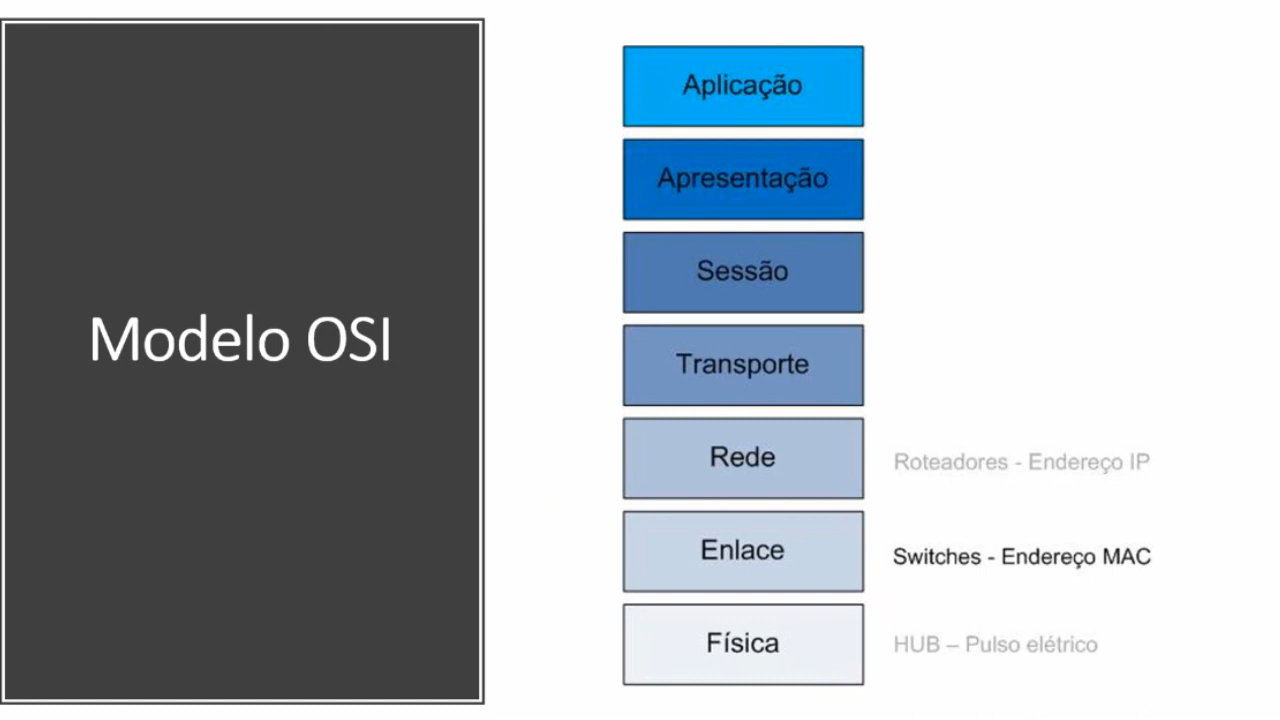 Modelo OSI
Aplicação
Apresentação
Sessão
Transporte
Rede
Roteadores - Endereço IP
Enlace
Switches - Endereço MAC
Física
HUB – Pulso elétrico